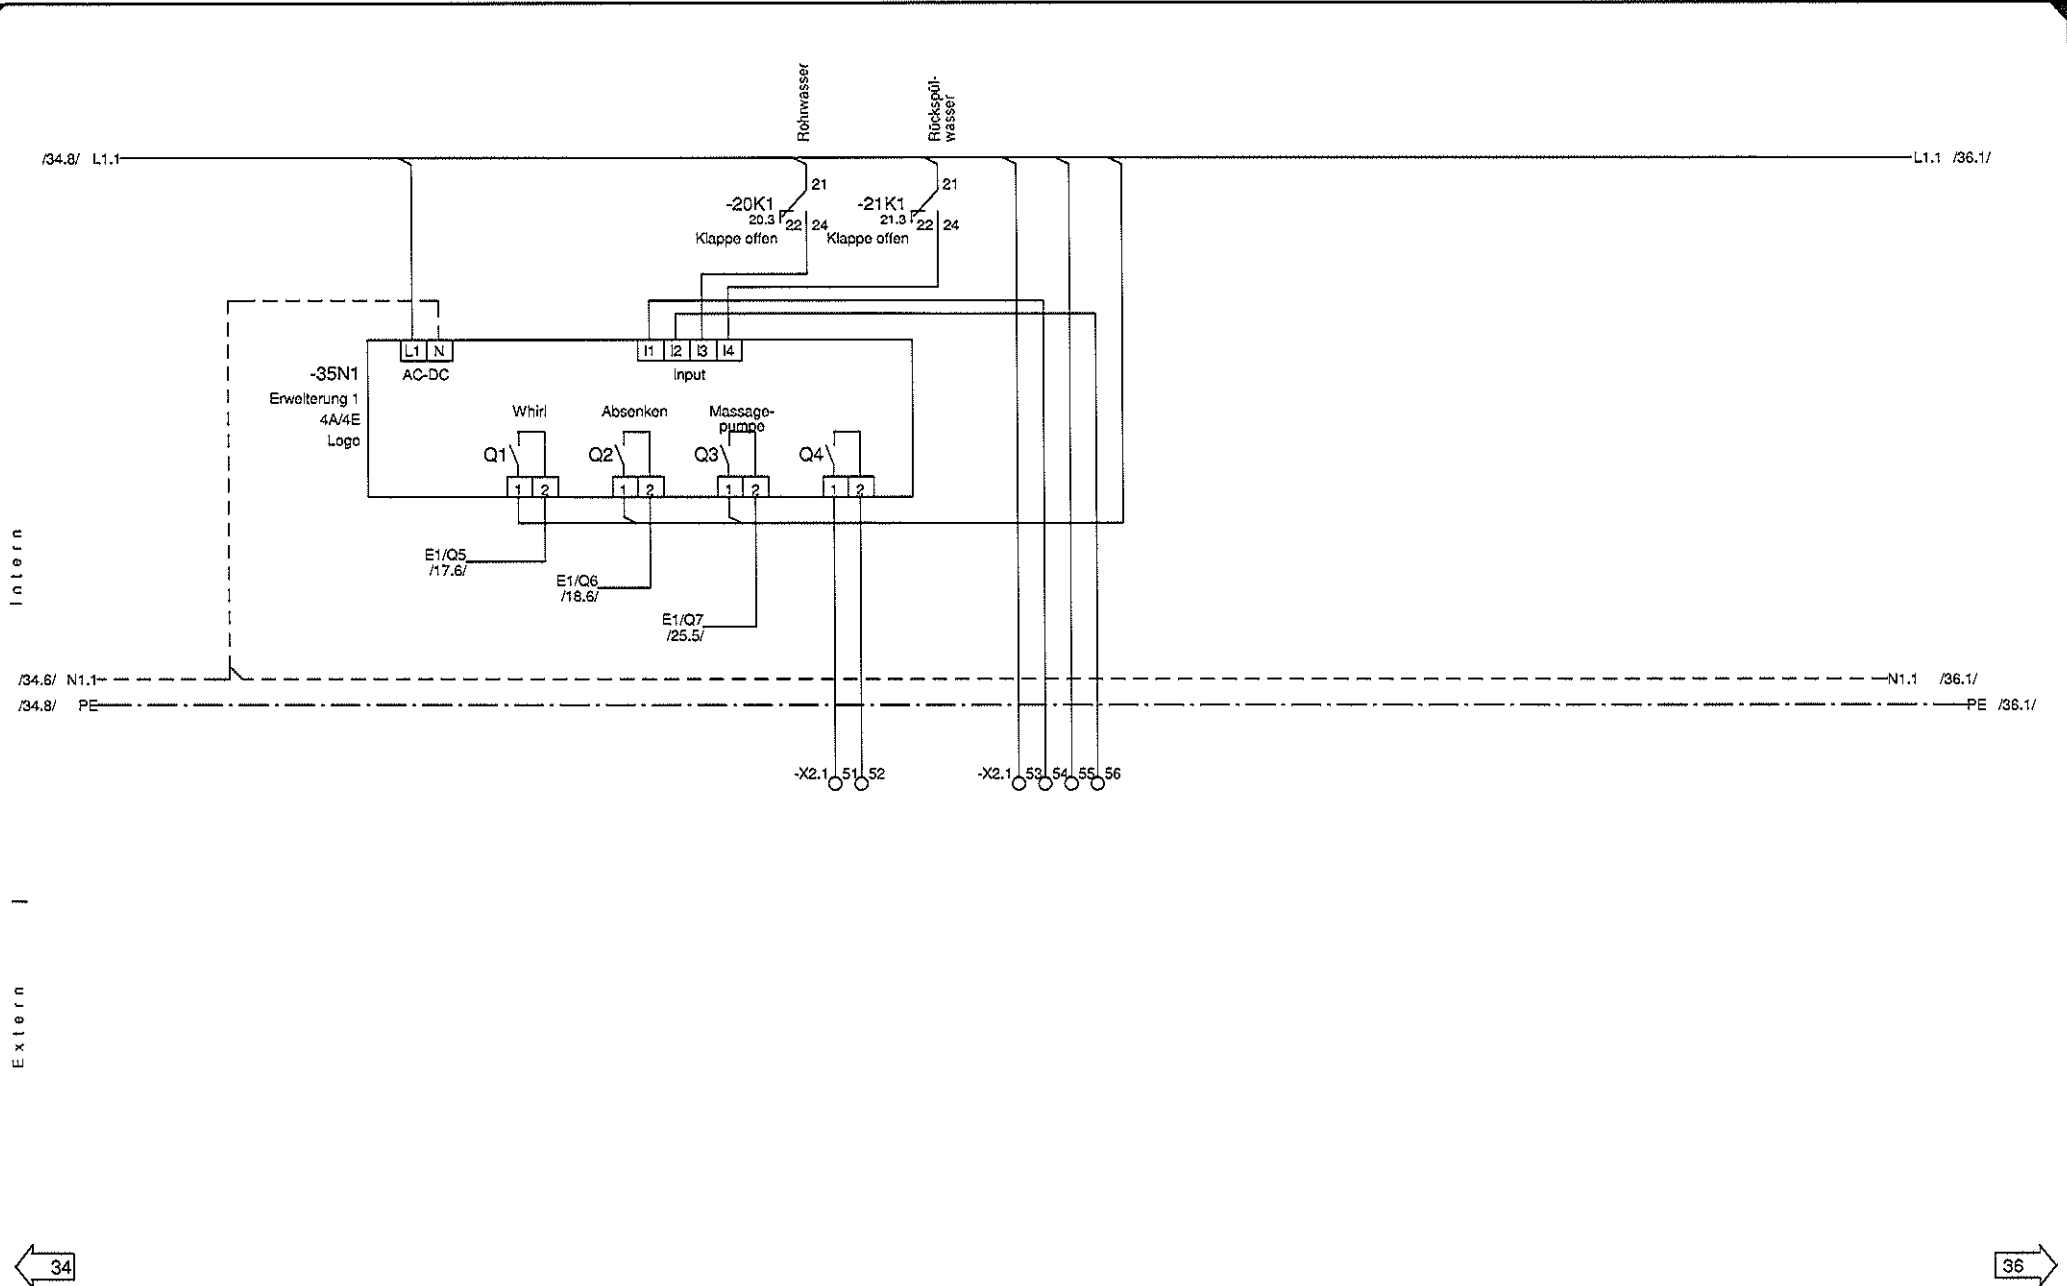 Rohrwasser
Rückspül-
wasser
/34.8/ L1.1
L1.1 /36.1/
21
21
-20K1
20.3
22 24
Klappe offen
-21K1
21.3
22 24
Klappe offen
L1 N
AC-DC
I1 I2 I3 I4
Input
-35N1
Erweiterung 1
4A/4E
Logo
Whirl
Absenken
Massage-
pumpe
Q1
Q2
Q3
Q4
1 2
1 2
1 2
1 2
E1/Q5
/17.6/
E1/Q6
/18.6/
E1/Q7
/25.5/
Intern
/34.6/ N1.1
N1.1 /36.1/
/34.8/ PE
PE /36.1/
-X2.1 51 52
-X2.1 53 54 55 56
Extern
34
36